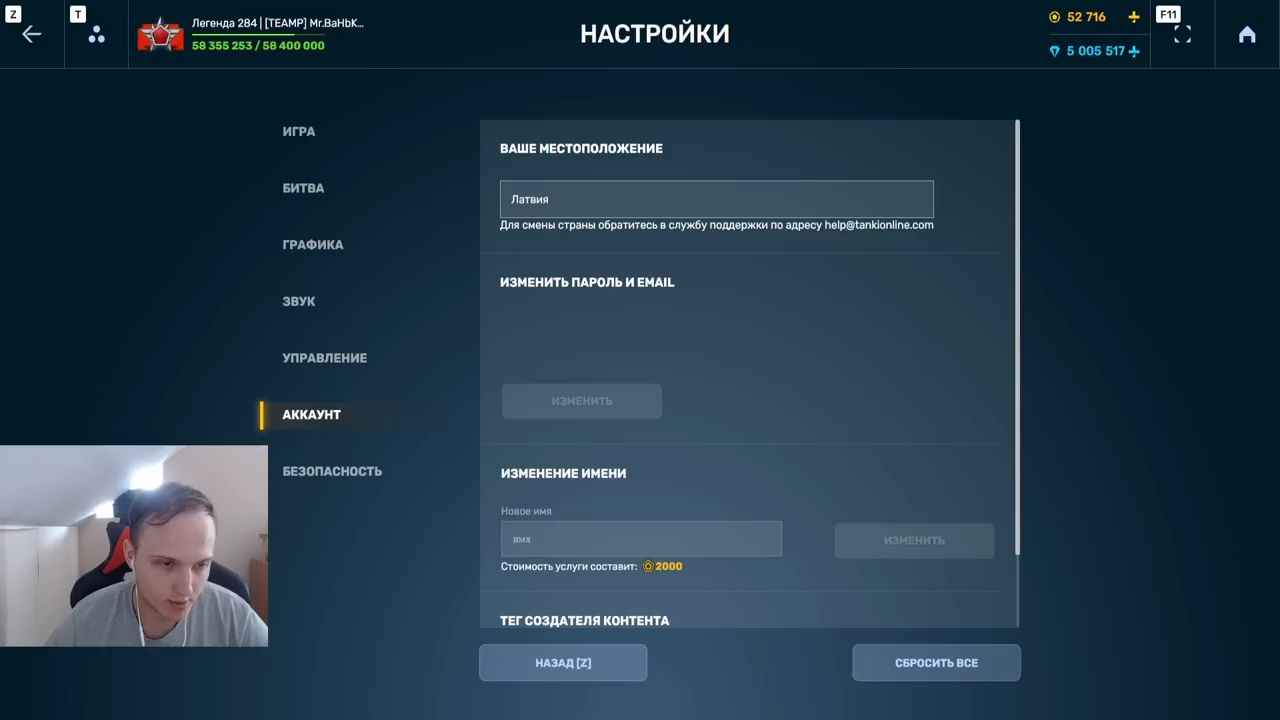 Z
T
Легенда 284 | [TEAMP] Mr.BaHbK...
58 355 253 / 58 400 000
НАСТРОЙКИ
52 716
5 005 517
F11
ИГРА
БИТВА
ГРАФИКА
ЗВУК
УПРАВЛЕНИЕ
АККАУНТ
БЕЗОПАСНОСТЬ
ВАШЕ МЕСТОПОЛОЖЕНИЕ
Латвия
Для смены страны обратитесь в службу поддержки по адресу help@tankionline.com
ИЗМЕНИТЬ ПАРОЛЬ И EMAIL
ИЗМЕНИТЬ
ИЗМЕНЕНИЕ ИМЕНИ
Новое имя
имя
ИЗМЕНИТЬ
Стоимость услуги составит: 2000
ТЕГ СОЗДАТЕЛЯ КОНТЕНТА
НАЗАД [Z]
СБРОСИТЬ ВСЕ